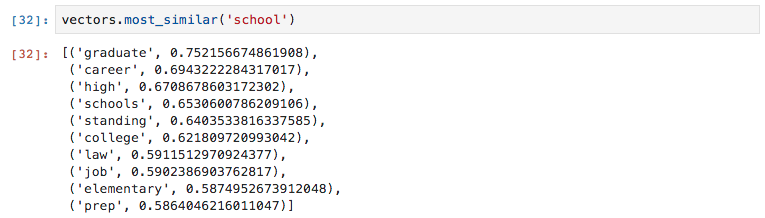 [32]: vectors.most_similar('school')
[32]: [('graduate', 0.752156674861908),
('career', 0.6943222284317017),
('high', 0.6708678603172302),
('schools', 0.6530600786209106),
('standing', 0.6403533816337585),
('college', 0.621809720993042),
('law', 0.5911512970924377),
('job', 0.5902386903762817),
('elementary', 0.5874952673912048),
('prep', 0.5864046216011047)]